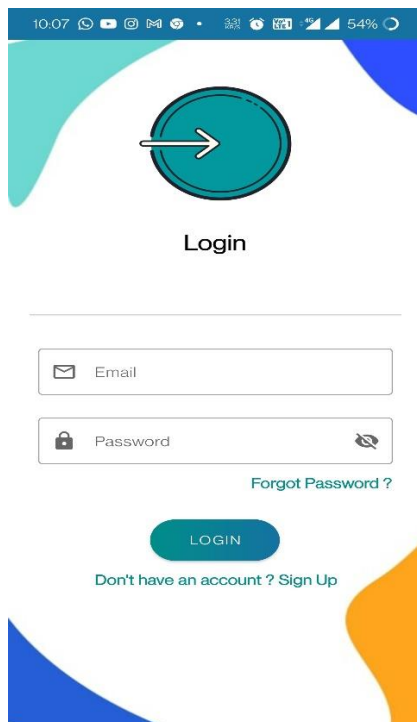 10:07 54%
Login
Email
Password
Forgot Password ?
LOGIN
Don't have an account ? Sign Up